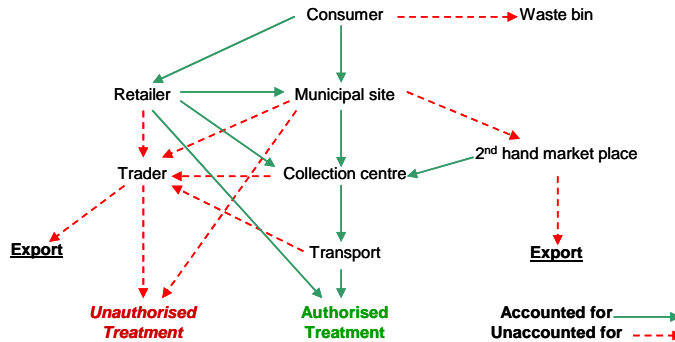 Consumer
Waste bin
Retailer
Municipal site
Trader
Collection centre
2nd hand market place
Export
Transport
Export
Unauthorised
Treatment
Authorised
Treatment
Accounted for
Unaccounted for